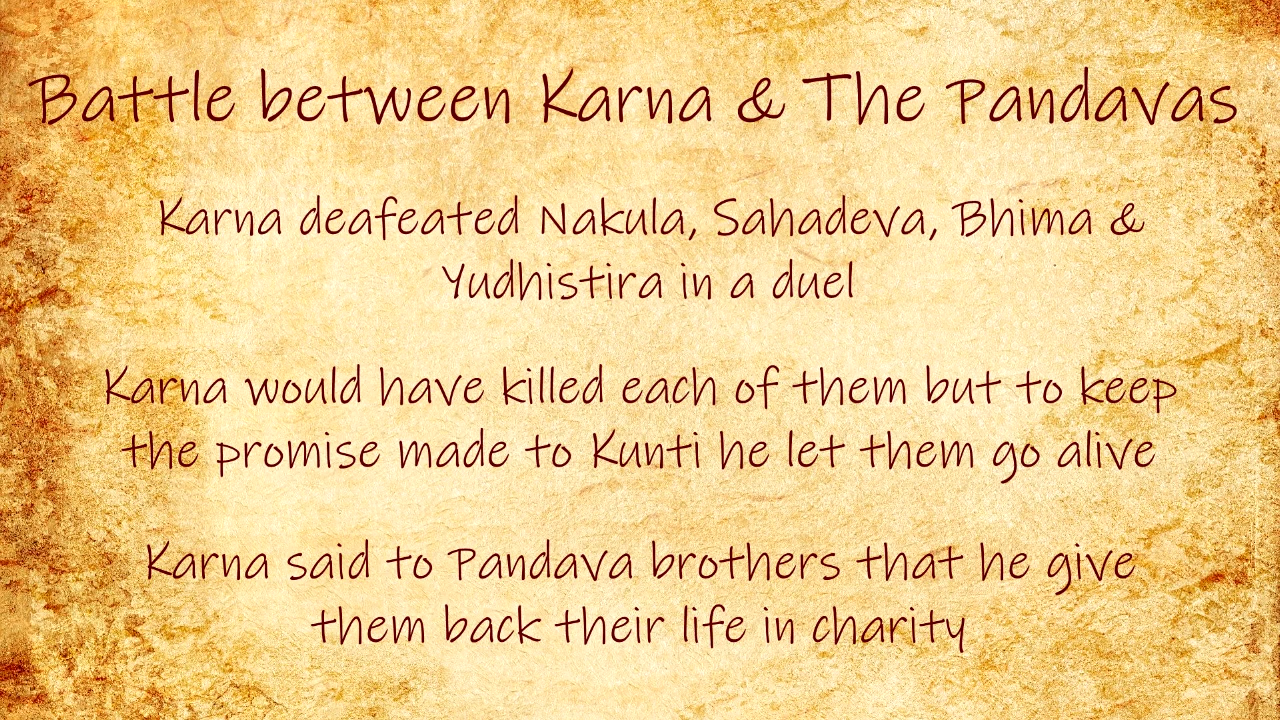 Battle between Karna & The Pandavas
Karna deafeated Nakula, Sahadeva, Bhima &
Yudhistira in a duel
Karna would have killed each of them but to keep
the promise made to Kunti he let them go alive
Karna said to Pandava brothers that he give
them back their life in charity